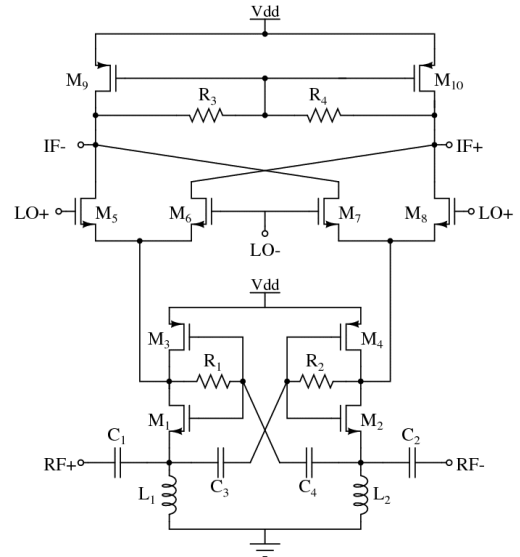 Vdd
M9 M10
R3 R4
IF- IF+
LO+ M5 M6 M7 M8 LO+
LO-
Vdd
M3 M4
R1 R2
M1 M2
C1 C2
RF+ RF-
C3 C4
L1 L2